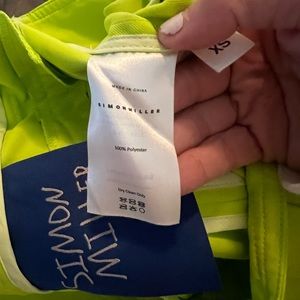 XS
MADE IN CHINA
SIMONMILLER
100% Polyester
Dry Clean Only
SIMON
MILLER